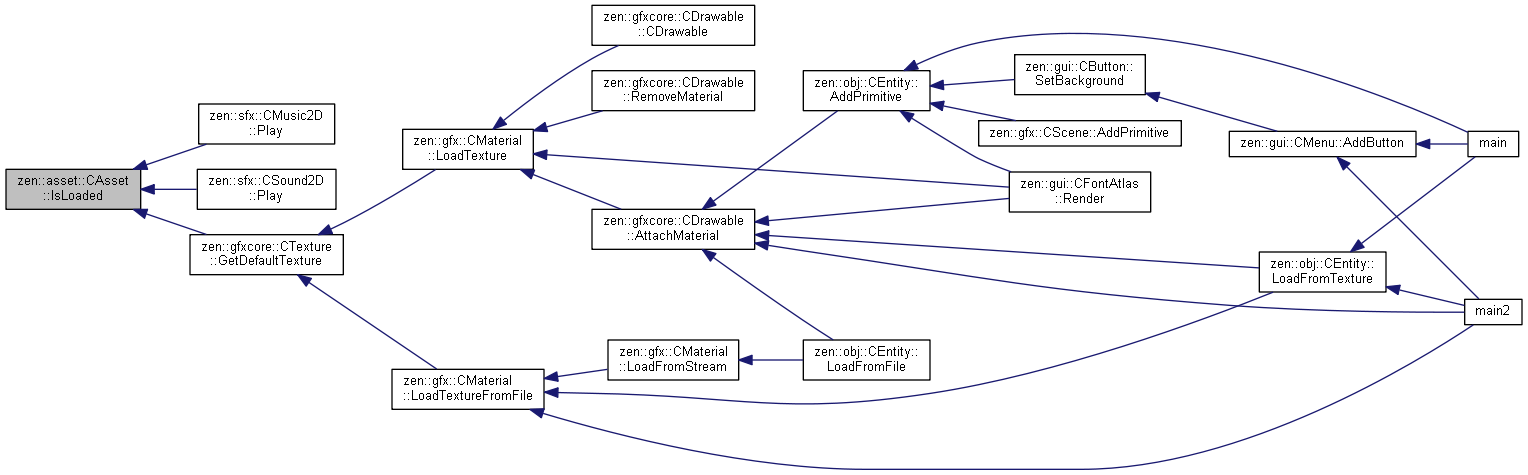 zen::gfxcore::CDrawable
::CDrawable
zen::gfxcore::CDrawable
::RemoveMaterial
zen::obj::CEntity::
AddPrimitive
zen::gui::CButton::
SetBackground
zen::sfx::CMusic2D
::Play
zen::gfx::CMaterial
::LoadTexture
zen::gfx::CScene::AddPrimitive
zen::gui::CMenu::AddButton
main
zen::asset::CAsset
::IsLoaded
zen::sfx::CSound2D
::Play
zen::gui::CFontAtlas
::Render
zen::gfxcore::CDrawable
::AttachMaterial
zen::gfxcore::CTexture
::GetDefaultTexture
zen::obj::CEntity::
LoadFromTexture
main2
zen::gfx::CMaterial
::LoadFromStream
zen::obj::CEntity::
LoadFromFile
zen::gfx::CMaterial
::LoadTextureFromFile